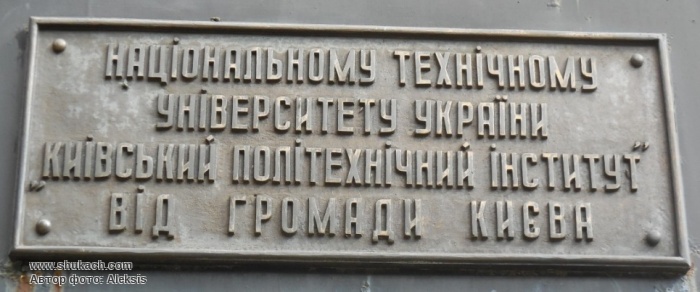 НАЦІОНАЛЬНОМУ ТЕХНІЧНОМУ
УНІВЕРСИТЕТУ УКРАЇНИ
„КИЇВСЬКИЙ ПОЛІТЕХНІЧНИЙ ІНСТИТУТ"
ВІД ГРОМАДИ КИЄВА
www.shukach.com
Автор фото: Aleksis